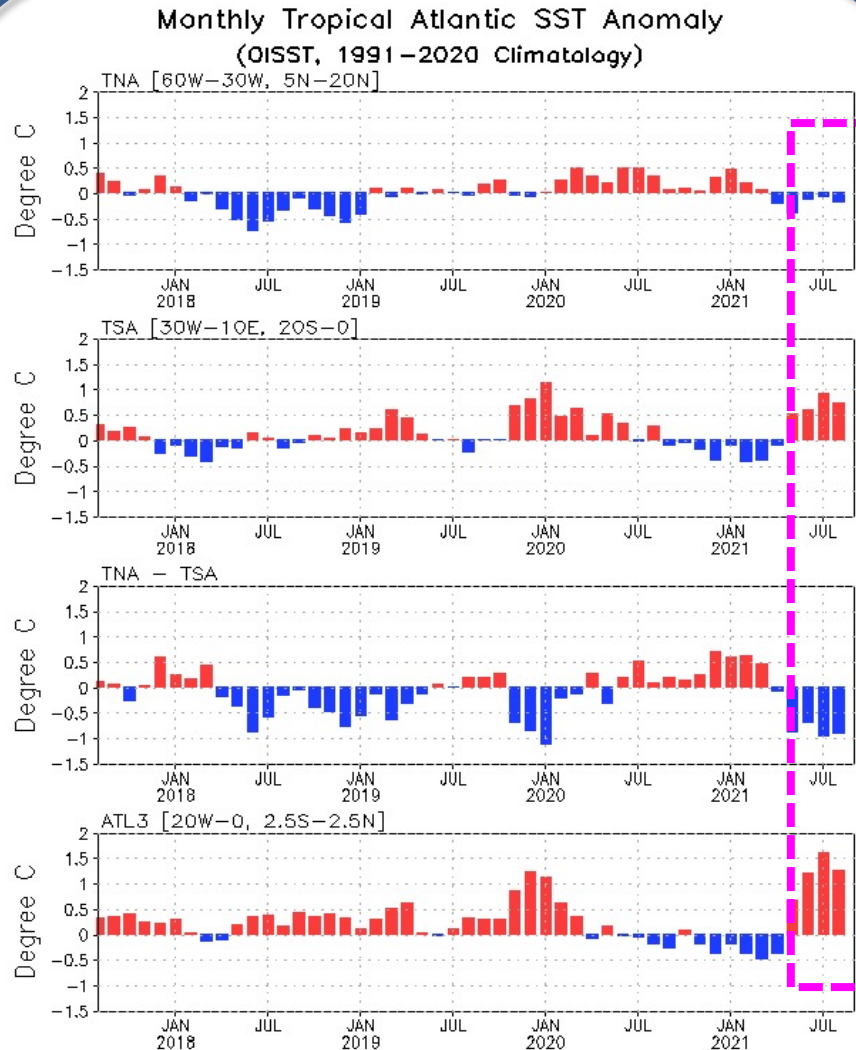 Monthly Tropical Atlantic SST Anomaly
(OISST, 1991−2020 Climatology)
TNA [60W−30W, 5N−20N]
Degree C
2
1.5
1
0.5
0
−0.5
−1
−1.5
JAN JUL JAN JUL JAN JUL JAN JUL
2018 2019 2020 2021
TSA [30W−10E, 20S−0]
Degree C
2
1.5
1
0.5
0
−0.5
−1
−1.5
JAN JUL JAN JUL JAN JUL JAN JUL
2018 2019 2020 2021
TNA − TSA
Degree C
2
1.5
1
0.5
0
−0.5
−1
−1.5
JAN JUL JAN JUL JAN JUL JAN JUL
2018 2019 2020 2021
ATL3 [20W−0, 2.5S−2.5N]
Degree C
2
1.5
1
0.5
0
−0.5
−1
−1.5
JAN JUL JAN JUL JAN JUL JAN JUL
2018 2019 2020 2021